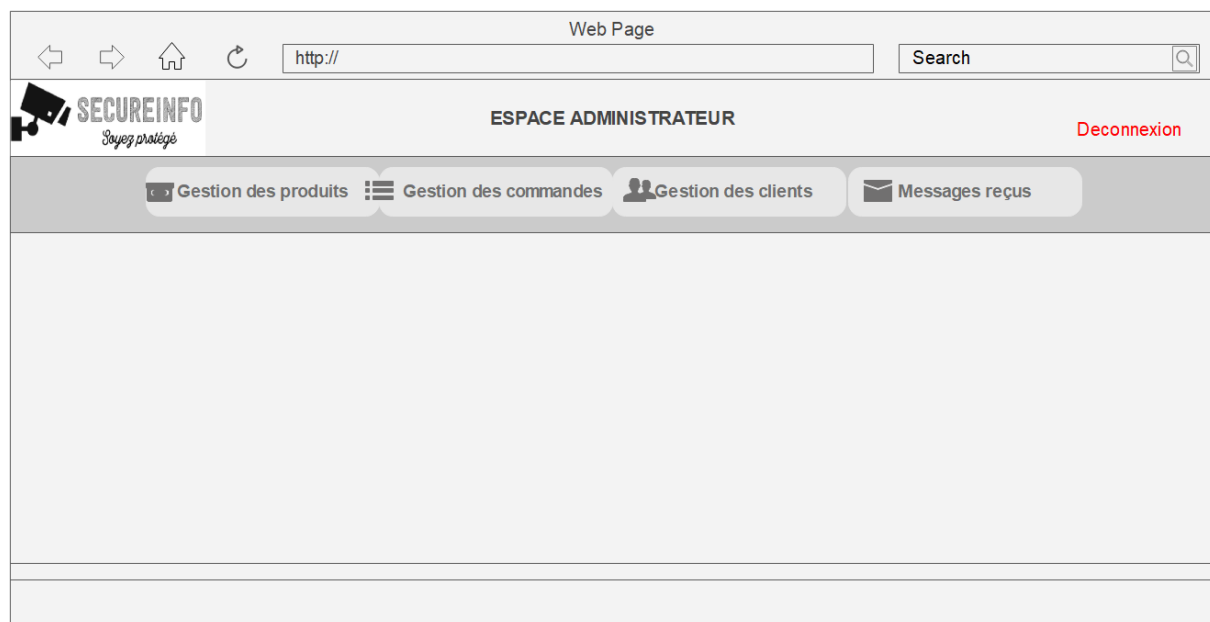 Web Page
http://
Search
SECUREINFO
Soyez protégé
ESPACE ADMINISTRATEUR
Deconnexion
Gestion des produits
Gestion des commandes
Gestion des clients
Messages reçus